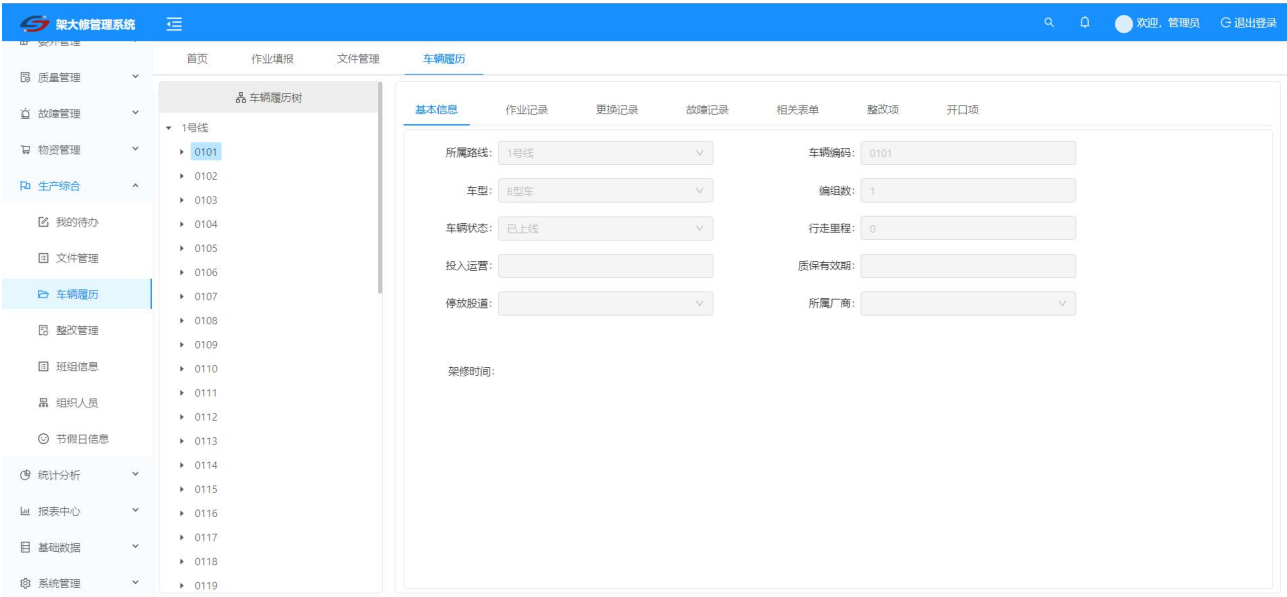 架大修管理系统
欢迎, 管理员
退出登录
首页 作业填报 文件管理 车辆履历
质量管理
故障管理
物资管理
生产综合
我的待办
文件管理
车辆履历
整改管理
班组信息
组织人员
节假日信息
统计分析
报表中心
基础数据
系统管理
车辆履历树
1号线
0101
0102
0103
0104
0105
0106
0107
0108
0109
0110
0111
0112
0113
0114
0115
0116
0117
0118
0119
基本信息 作业记录 更换记录 故障记录 相关表单 整改项 开口项
所属路线: 1号线 车辆编码: 0101
车型: B型车 编组数: 1
车辆状态: 已上线 行走里程: 0
投入运营: 质保有效期:
停放股道: 所属厂商:
架修时间: